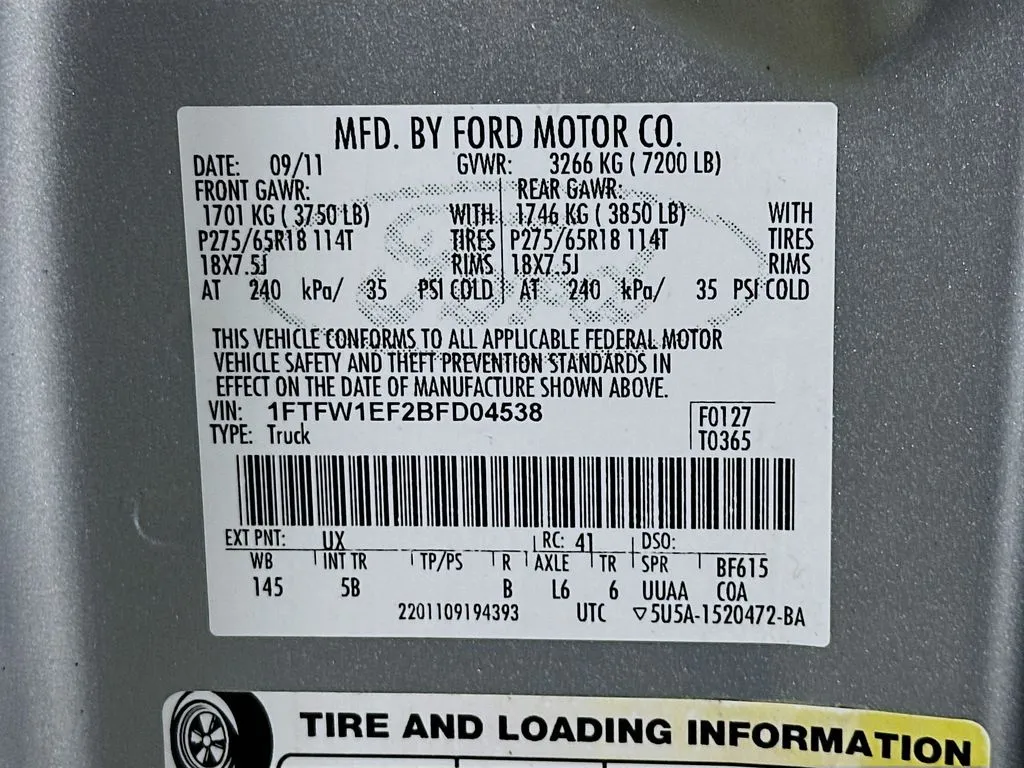 MFD. BY FORD MOTOR CO.
DATE: 09/11 GVWR: 3266 KG ( 7200 LB)
FRONT GAWR: REAR GAWR:
1701 KG ( 3750 LB) WITH 1746 KG ( 3850 LB) WITH
P275/65R18 114T TIRES P275/65R18 114T TIRES
18X7.5J RIMS 18X7.5J RIMS
AT 240 kPa/ 35 PSI COLD AT 240 kPa/ 35 PSI COLD
THIS VEHICLE CONFORMS TO ALL APPLICABLE FEDERAL MOTOR
VEHICLE SAFETY AND THEFT PREVENTION STANDARDS IN
EFFECT ON THE DATE OF MANUFACTURE SHOWN ABOVE.
VIN: 1FTFW1EF2BFD04538 F0127
TYPE: Truck T0365
EXT PNT: UX RC: 41 DSO:
WB INT TR TP/PS R AXLE TR SPR BF615
145 5B B L6 6 UUAA COA
2201109194393 UTC ▽5U5A-1520472-BA
TIRE AND LOADING INFORMATION